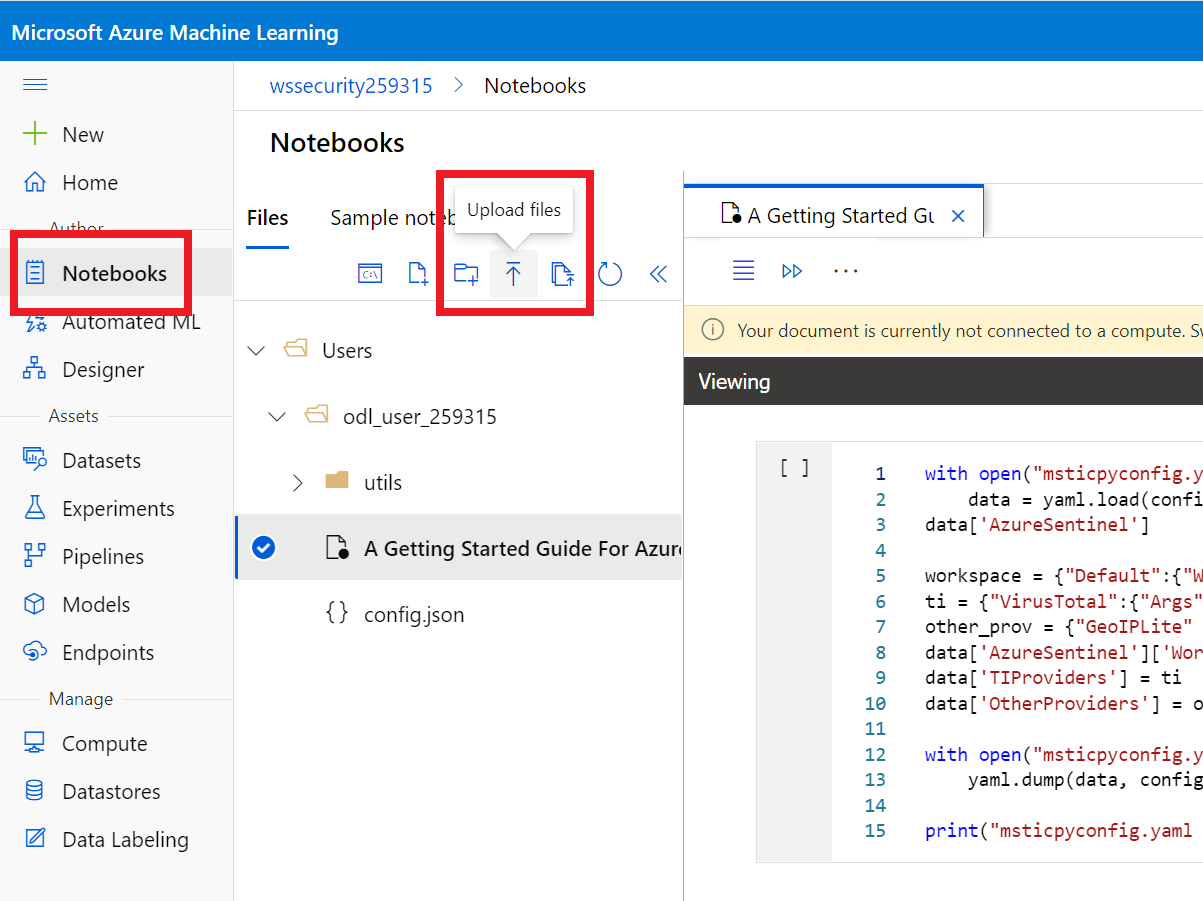 Microsoft Azure Machine Learning
wssecurity259315 > Notebooks
New
Home
Author
Notebooks
Automated ML
Designer
Assets
Datasets
Experiments
Pipelines
Models
Endpoints
Manage
Compute
Datastores
Data Labeling
Notebooks
Files
Sample noteb
Upload files
C:\
Users
odl_user_259315
utils
A Getting Started Guide For Azur
{} config.json
A Getting Started Gu
Your document is currently not connected to a compute.
Viewing
[ ]
1 with open("msticpyconfig.y
2 data = yaml.load(confi
3 data['AzureSentinel']
4
5 workspace = {"Default":{"W
6 ti = {"VirusTotal":{"Args"
7 other_prov = {"GeoIPLite"
8 data['AzureSentinel']['Wor
9 data['TIProviders'] = ti
10 data['OtherProviders'] = o
11
12 with open("msticpyconfig.y
13 yaml.dump(data, config
14
15 print("msticpyconfig.yaml